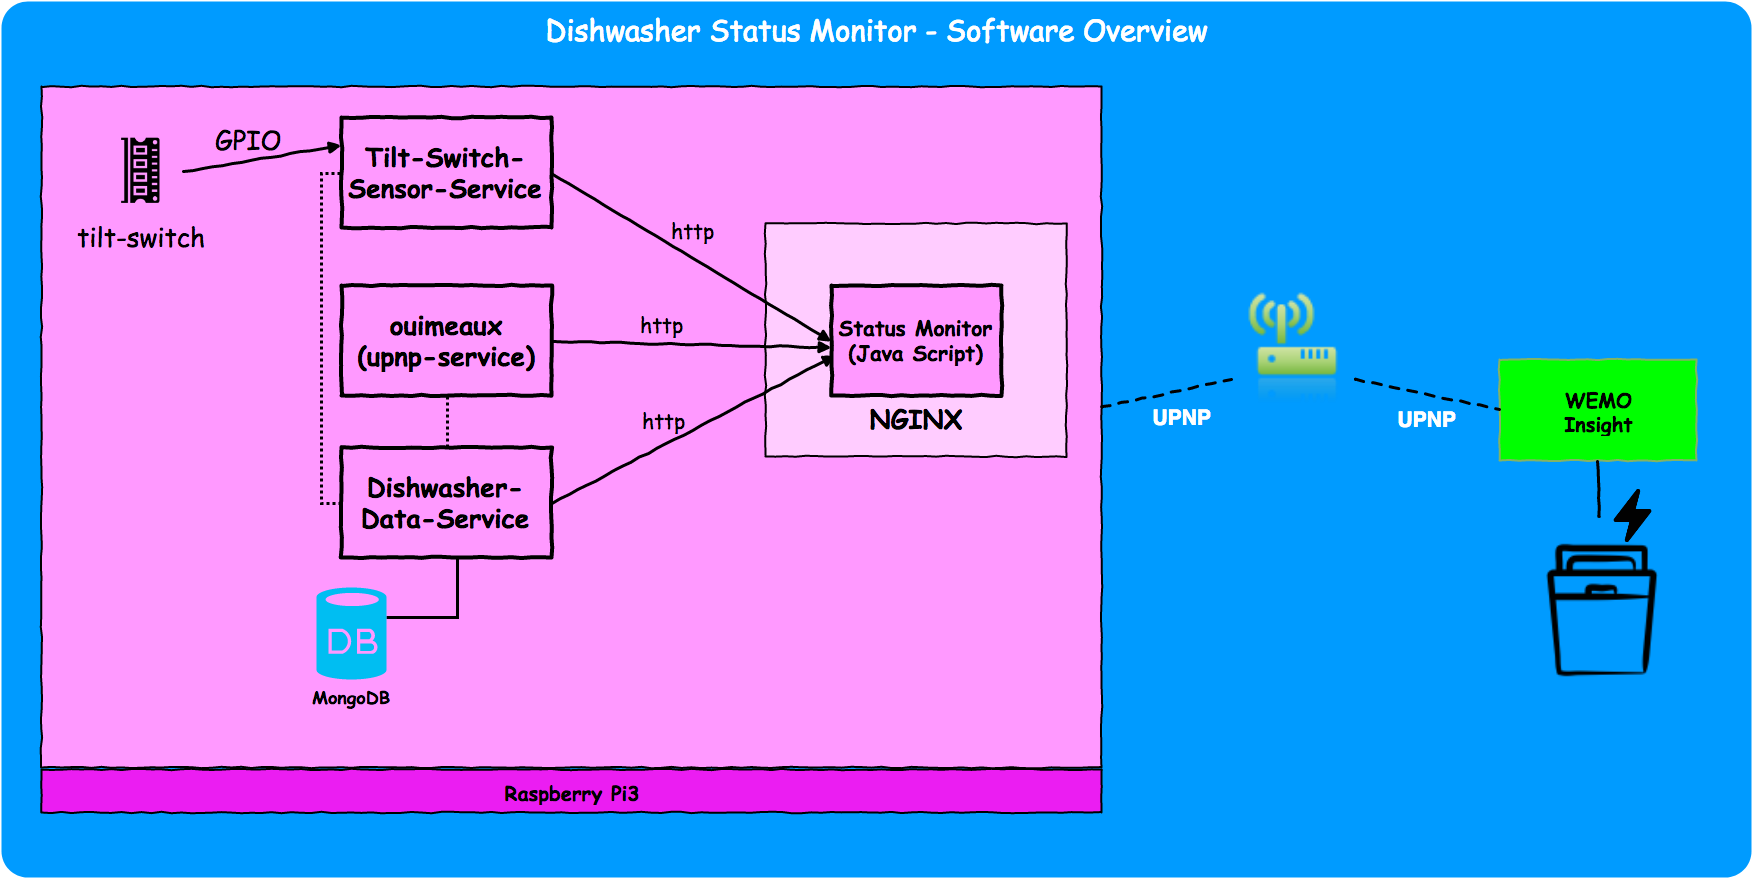 Dishwasher Status Monitor - Software Overview
GPIO
tilt-switch
Tilt-Switch-
Sensor-Service
http
ouimeaux
(upnp-service)
http
Status Monitor
(Java Script)
NGINX
http
Dishwasher-
Data-Service
DB
MongoDB
Raspberry Pi3
UPNP
UPNP
WEMO
Insight